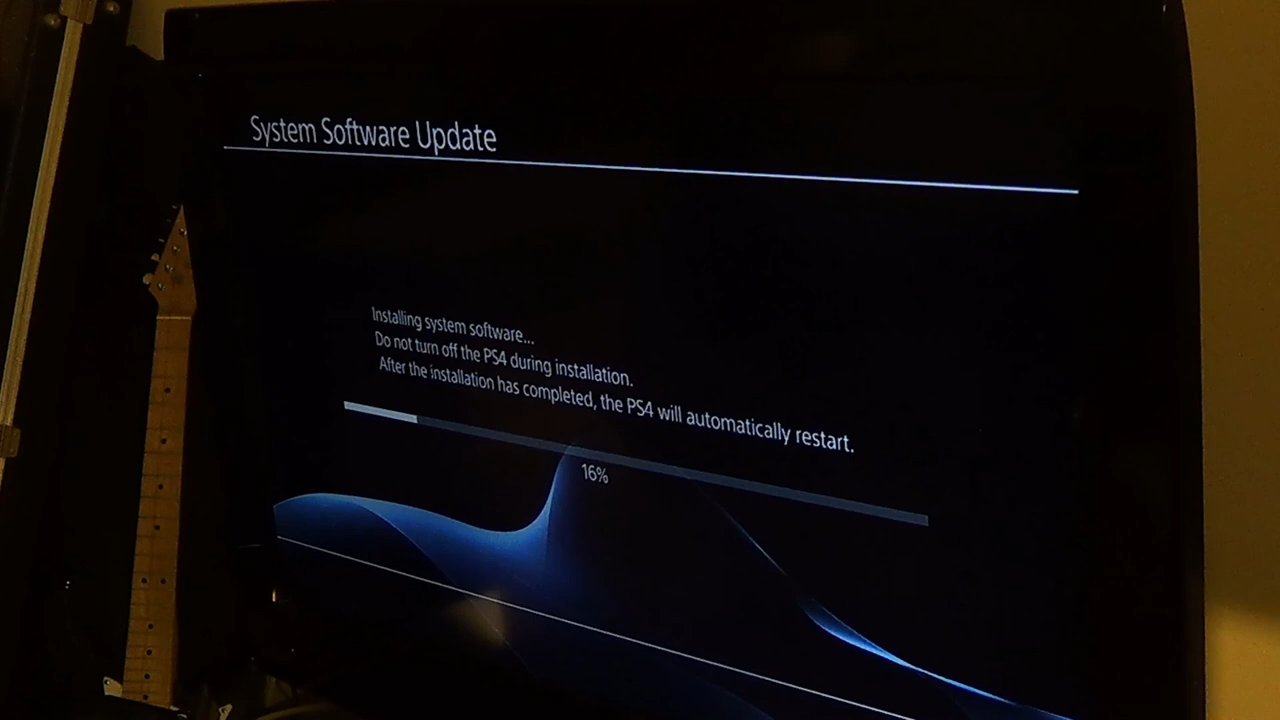 System Software Update
Installing system software...
Do not turn off the PS4 during installation.
After the installation has completed, the PS4 will automatically restart.
16%